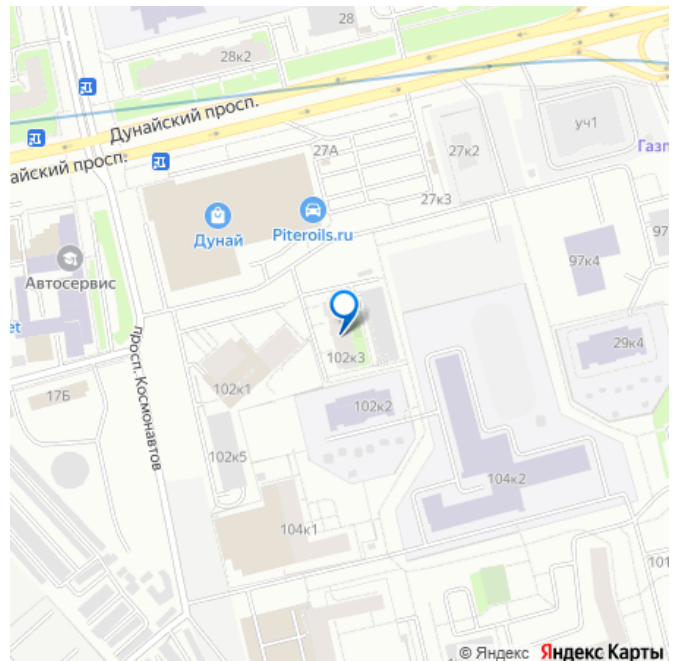 28
28к2
Дунайский просп.
айский просп.
27А
27к2
уч1
Газп
27к3
Дунай
Piteroils.ru
Автосервис
97к4
97
et
просп. Космонавтов
17Б
102к1
102к3
29к4
102к2
102к5
104к2
104к1
101
© Яндекс Яндекс Карты